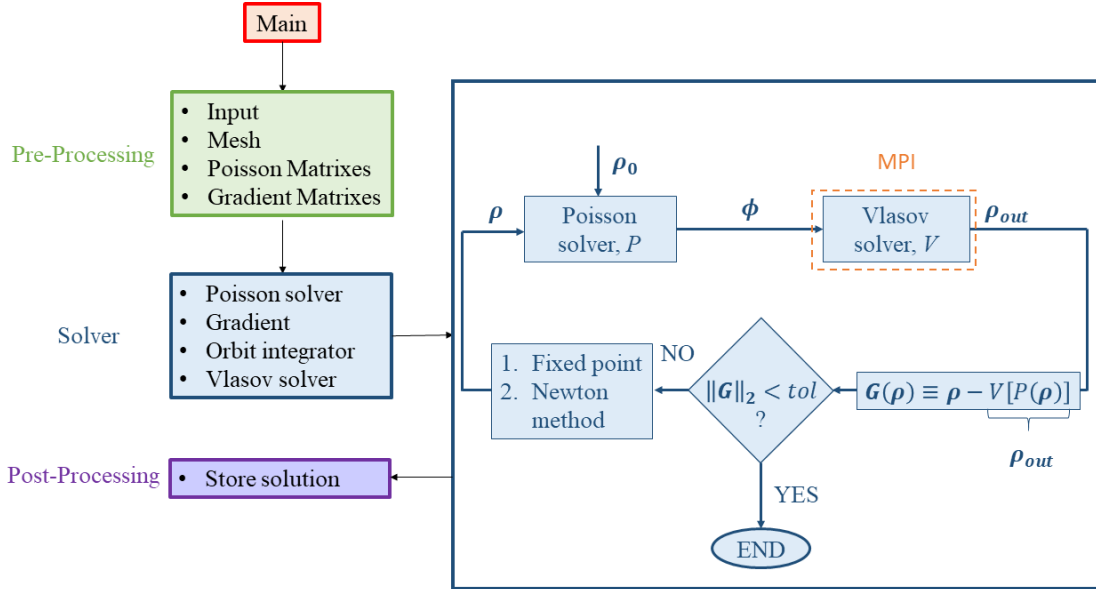 Main
Pre-Processing
• Input
• Mesh
• Poisson Matrixes
• Gradient Matrixes
Solver
• Poisson solver
• Gradient
• Orbit integrator
• Vlasov solver
Post-Processing
• Store solution
ρ₀
MPI
ρ
Poisson
solver, P
ϕ
Vlasov
solver, V
ρₒᵤₜ
1. Fixed point
2. Newton
method
NO
‖G‖₂ < tol
?
G(ρ) ≡ ρ − V[P(ρ)]
ρₒᵤₜ
YES
END